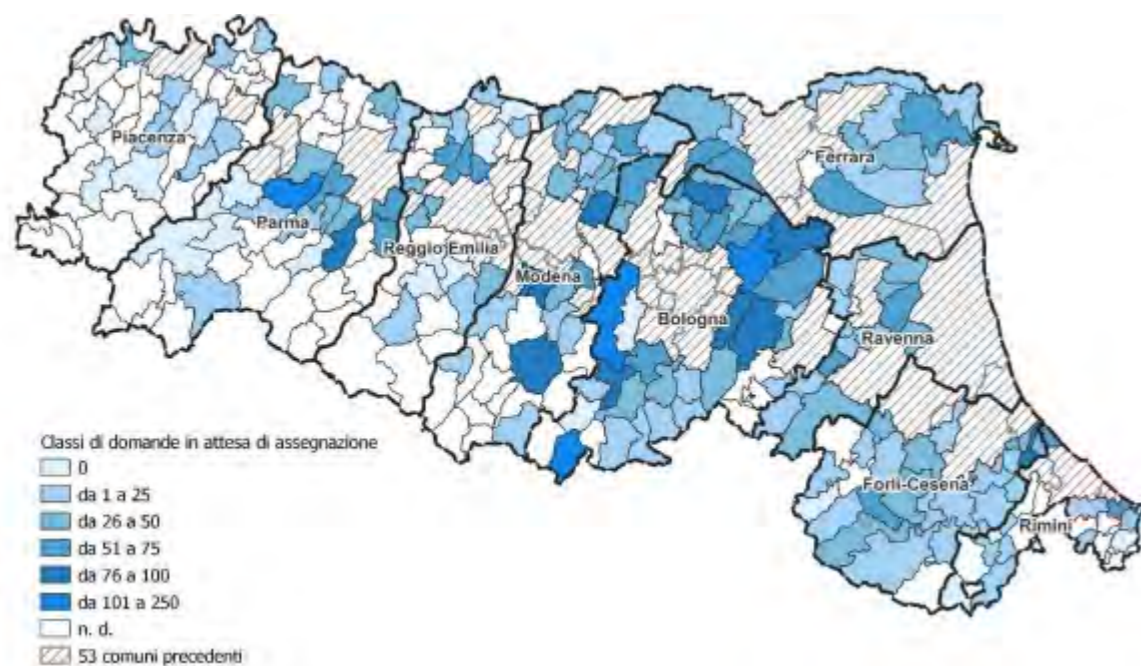 Piacenza
Parma
Reggio Emilia
Modena
Bologna
Ferrara
Ravenna
Forlì-Cesena
Rimini
Classi di domande in attesa di assegnazione
0
da 1 a 25
da 26 a 50
da 51 a 75
da 76 a 100
da 101 a 250
n. d.
53 comuni precedenti